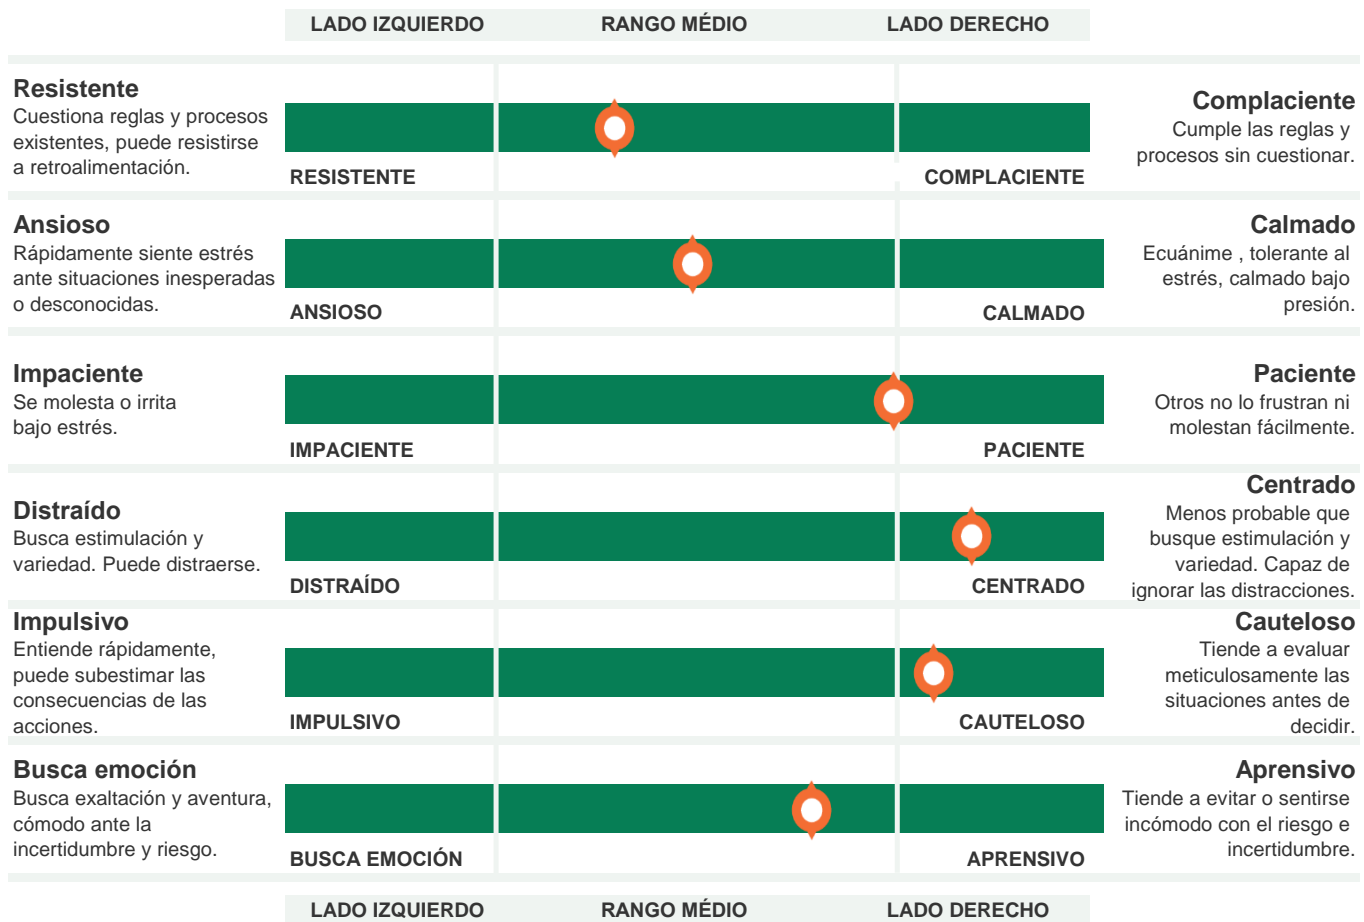 LADO IZQUIERDO RANGO MÉDIO LADO DERECHO
Resistente
Cuestiona reglas y procesos
existentes, puede resistirse
a retroalimentación.
RESISTENTE
COMPLACIENTE
Complaciente
Cumple las reglas y
procesos sin cuestionar.
Ansioso
Rápidamente siente estrés
ante situaciones inesperadas
o desconocidas.
ANSIOSO
CALMADO
Calmado
Ecuánime , tolerante al
estrés, calmado bajo
presión.
Impaciente
Se molesta o irrita
bajo estrés.
IMPACIENTE
PACIENTE
Paciente
Otros no lo frustran ni
molestan fácilmente.
Distraído
Busca estimulación y
variedad. Puede distraerse.
DISTRAÍDO
CENTRADO
Centrado
Menos probable que
busque estimulación y
variedad. Capaz de
ignorar las distracciones.
Impulsivo
Entiende rápidamente,
puede subestimar las
consecuencias de las
acciones.
IMPULSIVO
CAUTELOSO
Cauteloso
Tiende a evaluar
meticulosamente las
situaciones antes de
decidir.
Busca emoción
Busca exaltación y aventura,
cómodo ante la
incertidumbre y riesgo.
BUSCA EMOCIÓN
APRENSIVO
Aprensivo
Tiende a evitar o sentirse
incómodo con el riesgo e
incertidumbre.
LADO IZQUIERDO RANGO MÉDIO LADO DERECHO